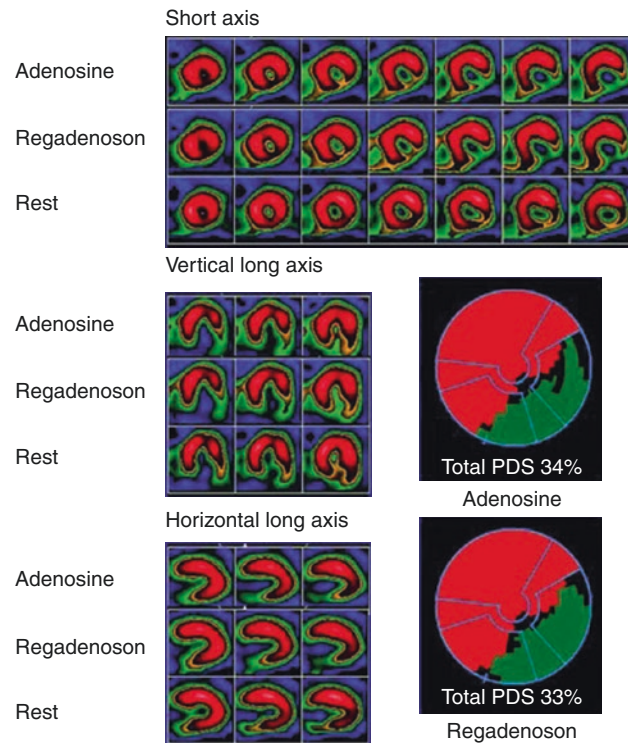 Short axis
Adenosine
Regadenoson
Rest
Vertical long axis
Adenosine
Regadenoson
Rest
Total PDS 34%
Adenosine
Horizontal long axis
Adenosine
Regadenoson
Rest
Total PDS 33%
Regadenoson